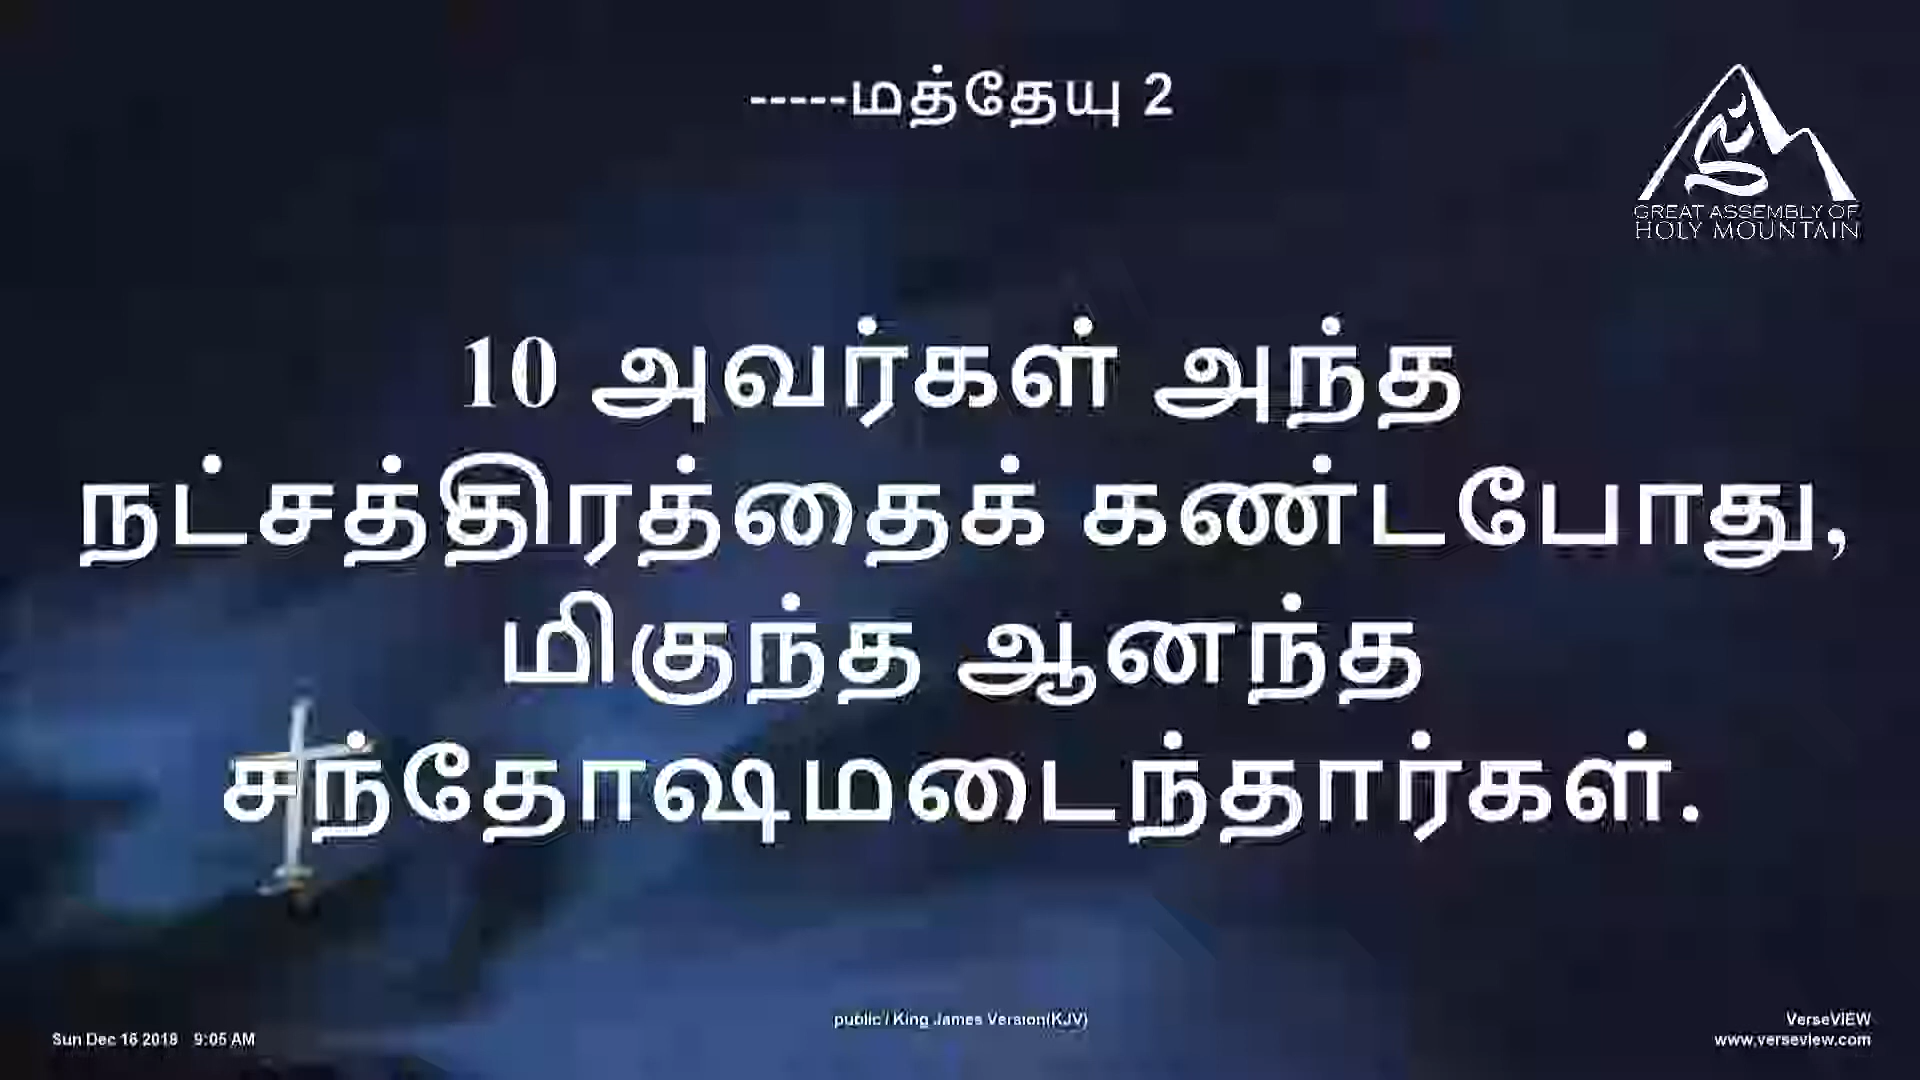 -----மத்தேயு 2
GREAT ASSEMBLY OF
HOLY MOUNTAIN
10 அவர்கள் அந்த
நட்சத்திரத்தைக் கண்டபோது,
மிகுந்த ஆனந்த
சந்தோஷமடைந்தார்கள்.
public / King James Version(KJV)
Sun Dec 16 2018 9:05 AM
VerseVIEW
www.verseview.com